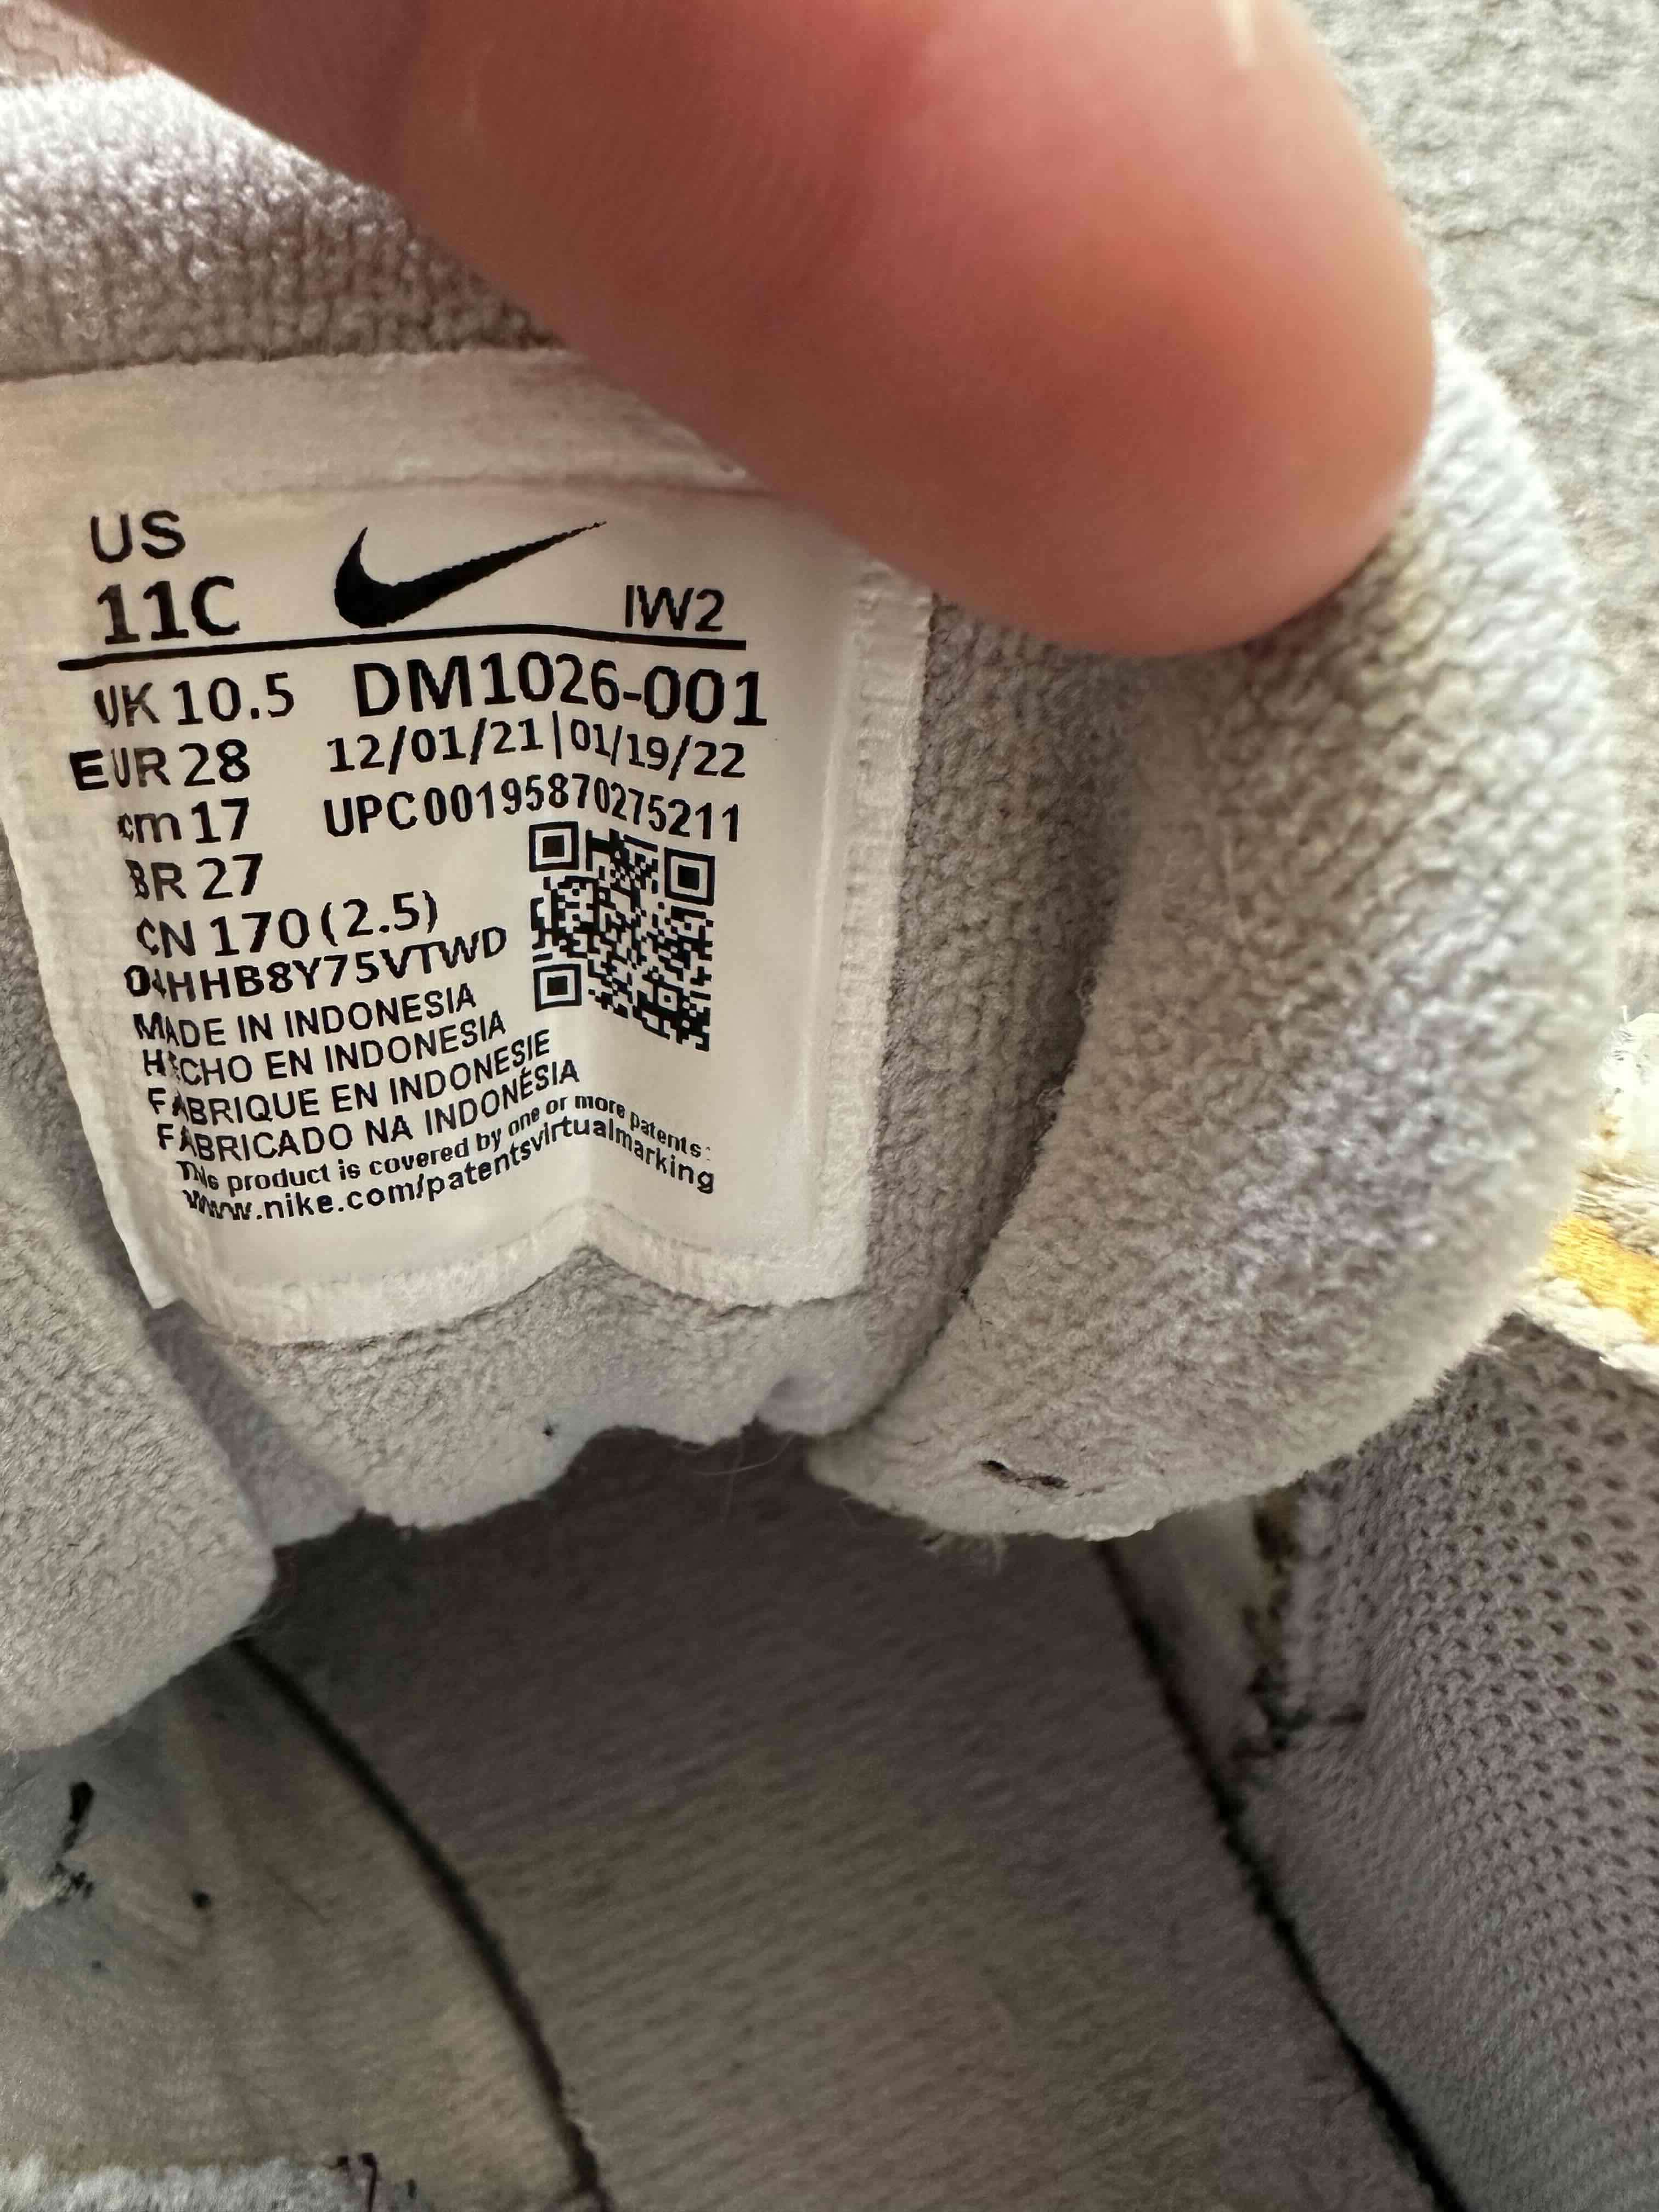 US
11C
IW2
UK 10.5 DM1026-001
EUR 28 12/01/21|01/19/22
cm 17 UPC00195870275211
BR 27
CN 170(2.5)
04HHB8Y75VTWD
MADE IN INDONESIA
HECHO EN INDONESIA
FABRIQUE EN INDONESIE
FABRICADO NA INDONÉSIA
This product is covered by one or more patents:
www.nike.com/patentsvirtualmarking